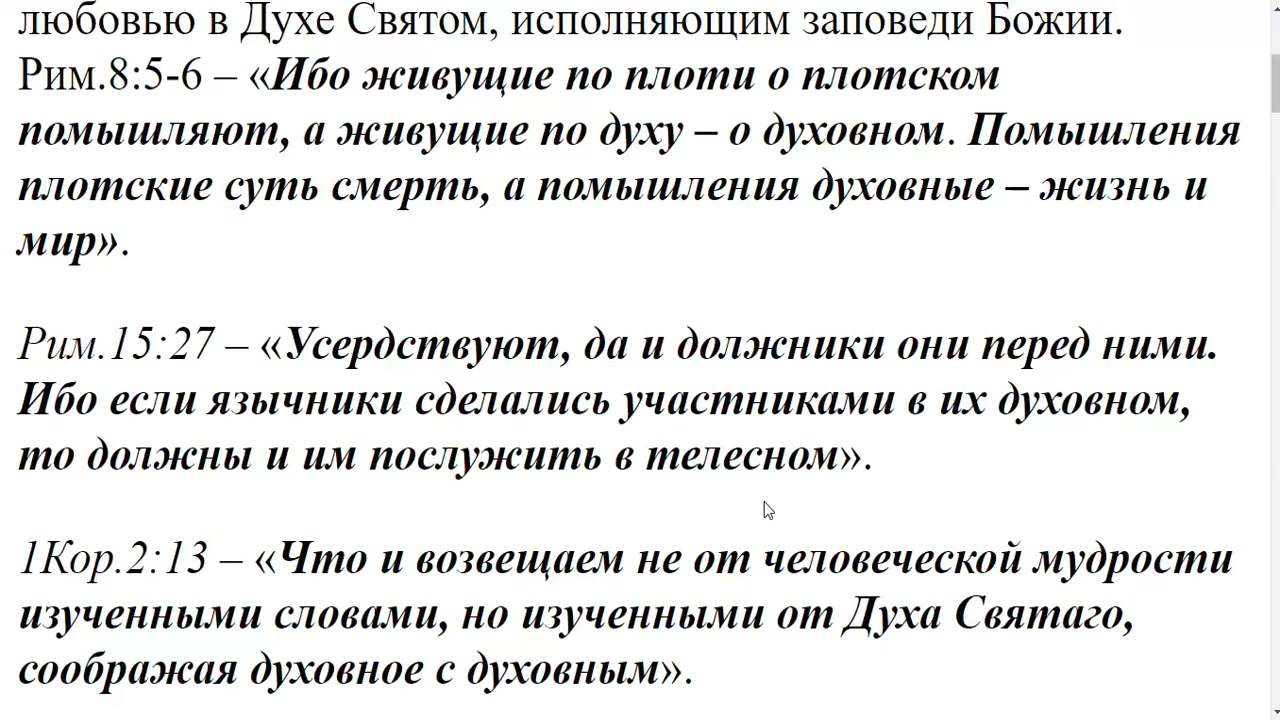 любовью в Духе Святом, исполняющим заповеди Божии.
Рим.8:5-6 – «Ибо живущие по плоти о плотском
помышляют, а живущие по духу – о духовном. Помышления
плотские суть смерть, а помышления духовные – жизнь и
мир».
Рим.15:27 – «Усердствуют, да и должники они перед ними.
Ибо если язычники сделались участниками в их духовном,
то должны и им послужить в телесном».
1Кор.2:13 – «Что и возвещаем не от человеческой мудрости
изученными словами, но изученными от Духа Святаго,
соображая духовное с духовным».